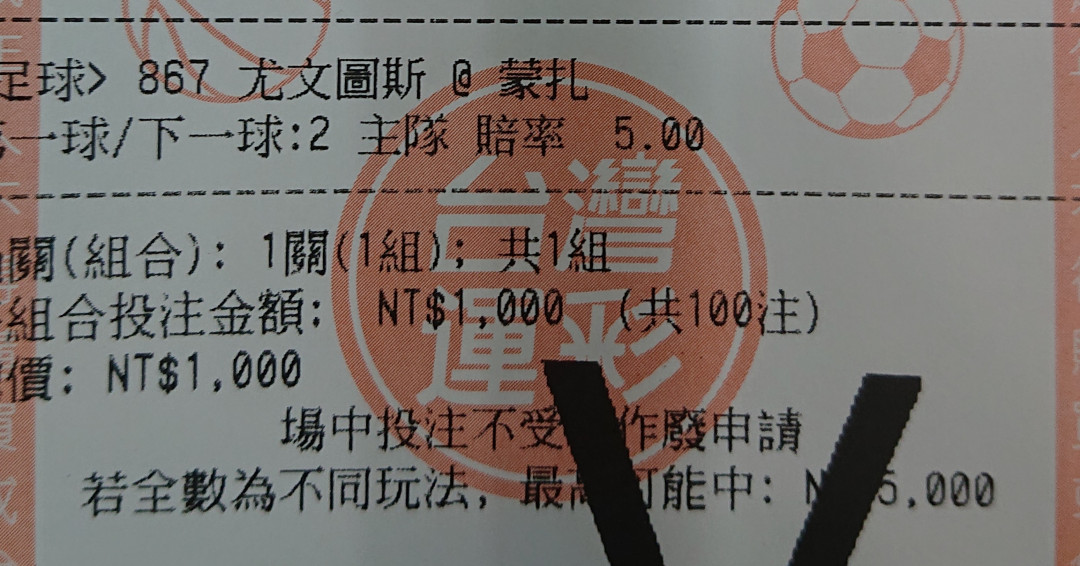 足球> 867 尤文圖斯 @ 蒙扎
一球/下一球:2 主隊 賠率 5.00
台灣
運彩
關(組合): 1關(1組); 共1組
組合投注金額: NT$1,000 (共100注)
價: NT$1,000
場中投注不受 作廢申請
若全數為不同玩法, 最高可能中: N 5,000